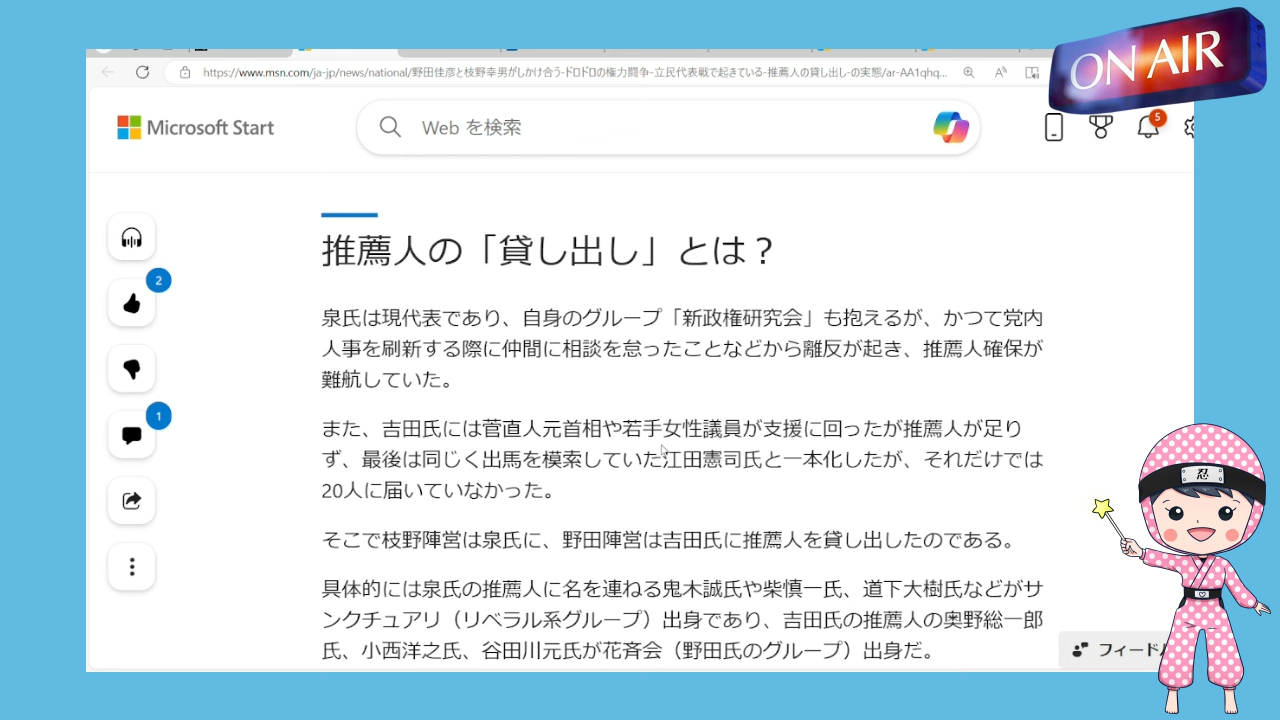 ON AIR
https://www.msn.com/ja-jp/news/national/野田佳彦と枝野幸男がしかけ合う-ドロドロの権力闘争-立民代表戦で起きている-推薦人の貸し出し-の実態/ar-AA1qhq...
Microsoft Start
Web を検索
5
2
1
推薦人の「貸し出し」とは？
泉氏は現代表であり、自身のグループ「新政権研究会」も抱えるが、かつて党内
人事を刷新する際に仲間に相談を怠ったことなどから離反が起き、推薦人確保が
難航していた。
また、吉田氏には菅直人元首相や若手女性議員が支援に回ったが推薦人が足り
ず、最後は同じく出馬を模索していた江田憲司氏と一本化したが、それだけでは
20人に届いていなかった。
そこで枝野陣営は泉氏に、野田陣営は吉田氏に推薦人を貸し出したのである。
具体的には泉氏の推薦人に名を連ねる鬼木誠氏や柴慎一氏、道下大樹氏などがサ
ンクチュアリ（リベラル系グループ）出身であり、吉田氏の推薦人の奥野総一郎
氏、小西洋之氏、谷田川元氏が花斉会（野田氏のグループ）出身だ。
フィード
忍